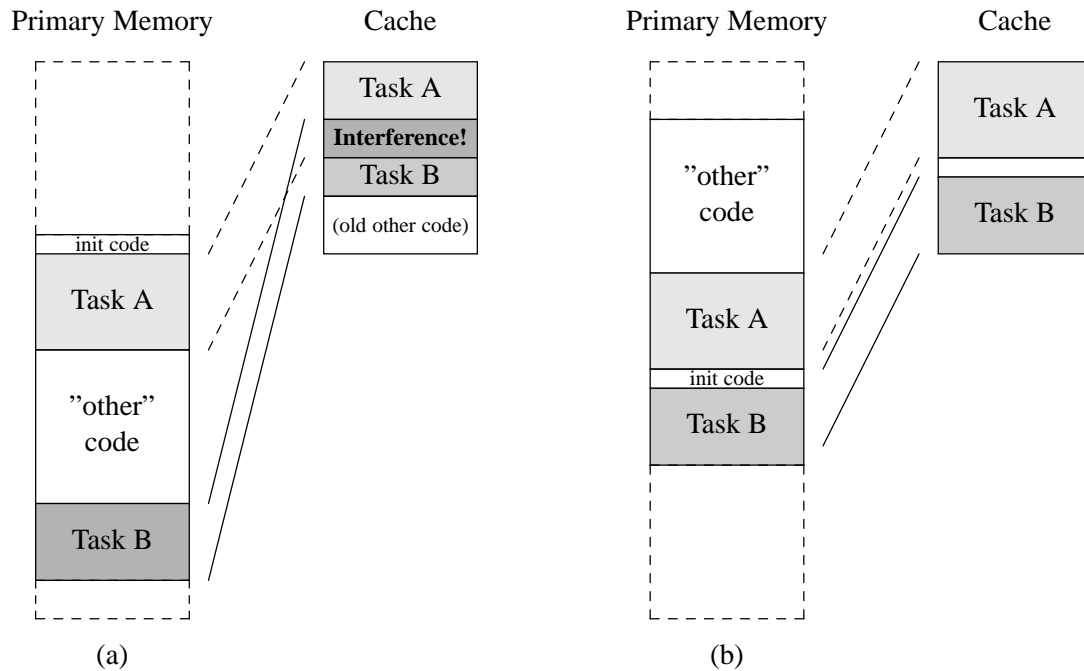 Primary Memory
Cache
Task A
Interference!
Task B
(old other code)
init code
Task A
”other”
code
Task B
(a)
Primary Memory
Cache
Task A
Task B
”other”
code
Task A
init code
Task B
(b)